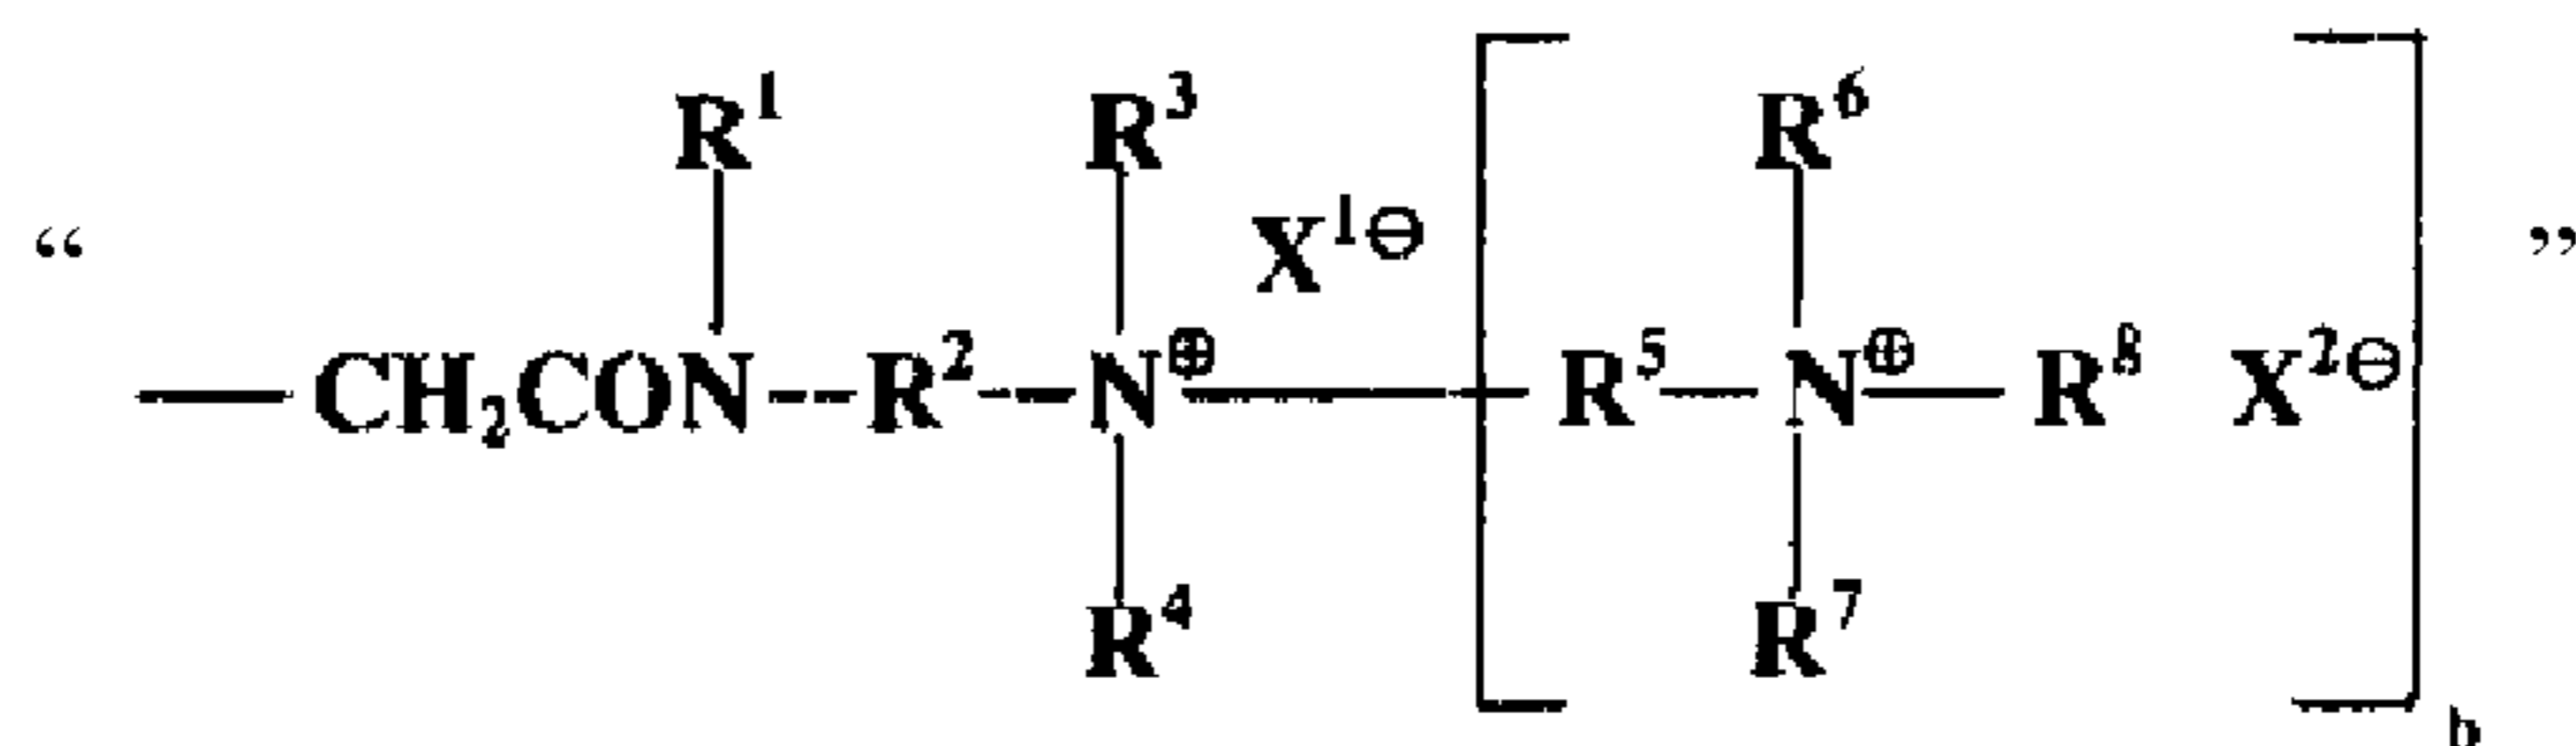 R¹ R³ R⁶
“ X¹⊖ ”
— CH₂CON--R²--N⊕ — R⁵—N⊕—R⁸ X²⊖
R⁴ R⁷
b